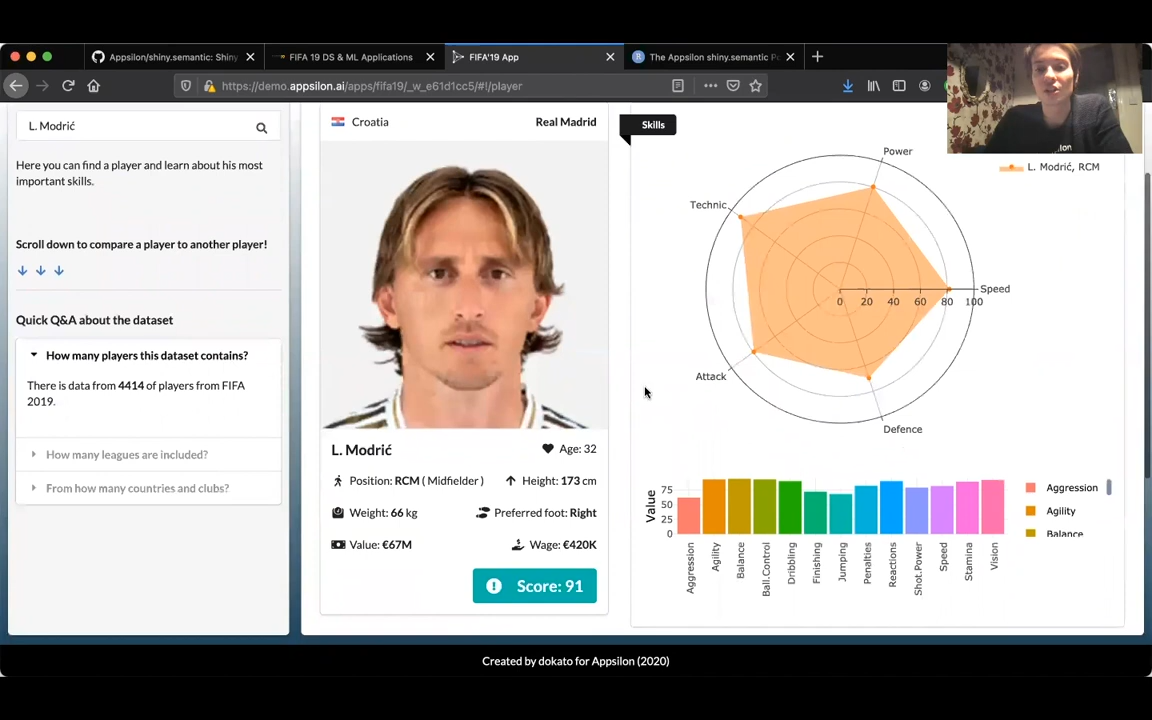 Appsilon/shiny.semantic: Shiny
FIFA 19 DS & ML Applications
FIFA'19 App
The Appsilon shiny.semantic
https://demo.appsilon.ai/apps/fifa19/_w_e61d1cc5/#!/player
L. Modrić
Here you can find a player and learn about his most
important skills.
Scroll down to compare a player to another player!
Quick Q&A about the dataset
How many players this dataset contains?
There is data from 4414 of players from FIFA
2019.
How many leagues are included?
From how many countries and clubs?
Croatia
Real Madrid
L. Modrić
Age: 32
Position: RCM ( Midfielder )
Height: 173 cm
Weight: 66 kg
Preferred foot: Right
Value: €67M
Wage: €420K
Score: 91
Skills
L. Modrić, RCM
Power
Technic
Speed
0 20 40 60 80 100
Attack
Defence
Value
75
50
25
0
Aggression
Agility
Balance
Ball.Control
Dribbling
Finishing
Jumping
Penalties
Reactions
Shot.Power
Speed
Stamina
Vision
Aggression
Agility
Balance
Created by dokato for Appsilon (2020)